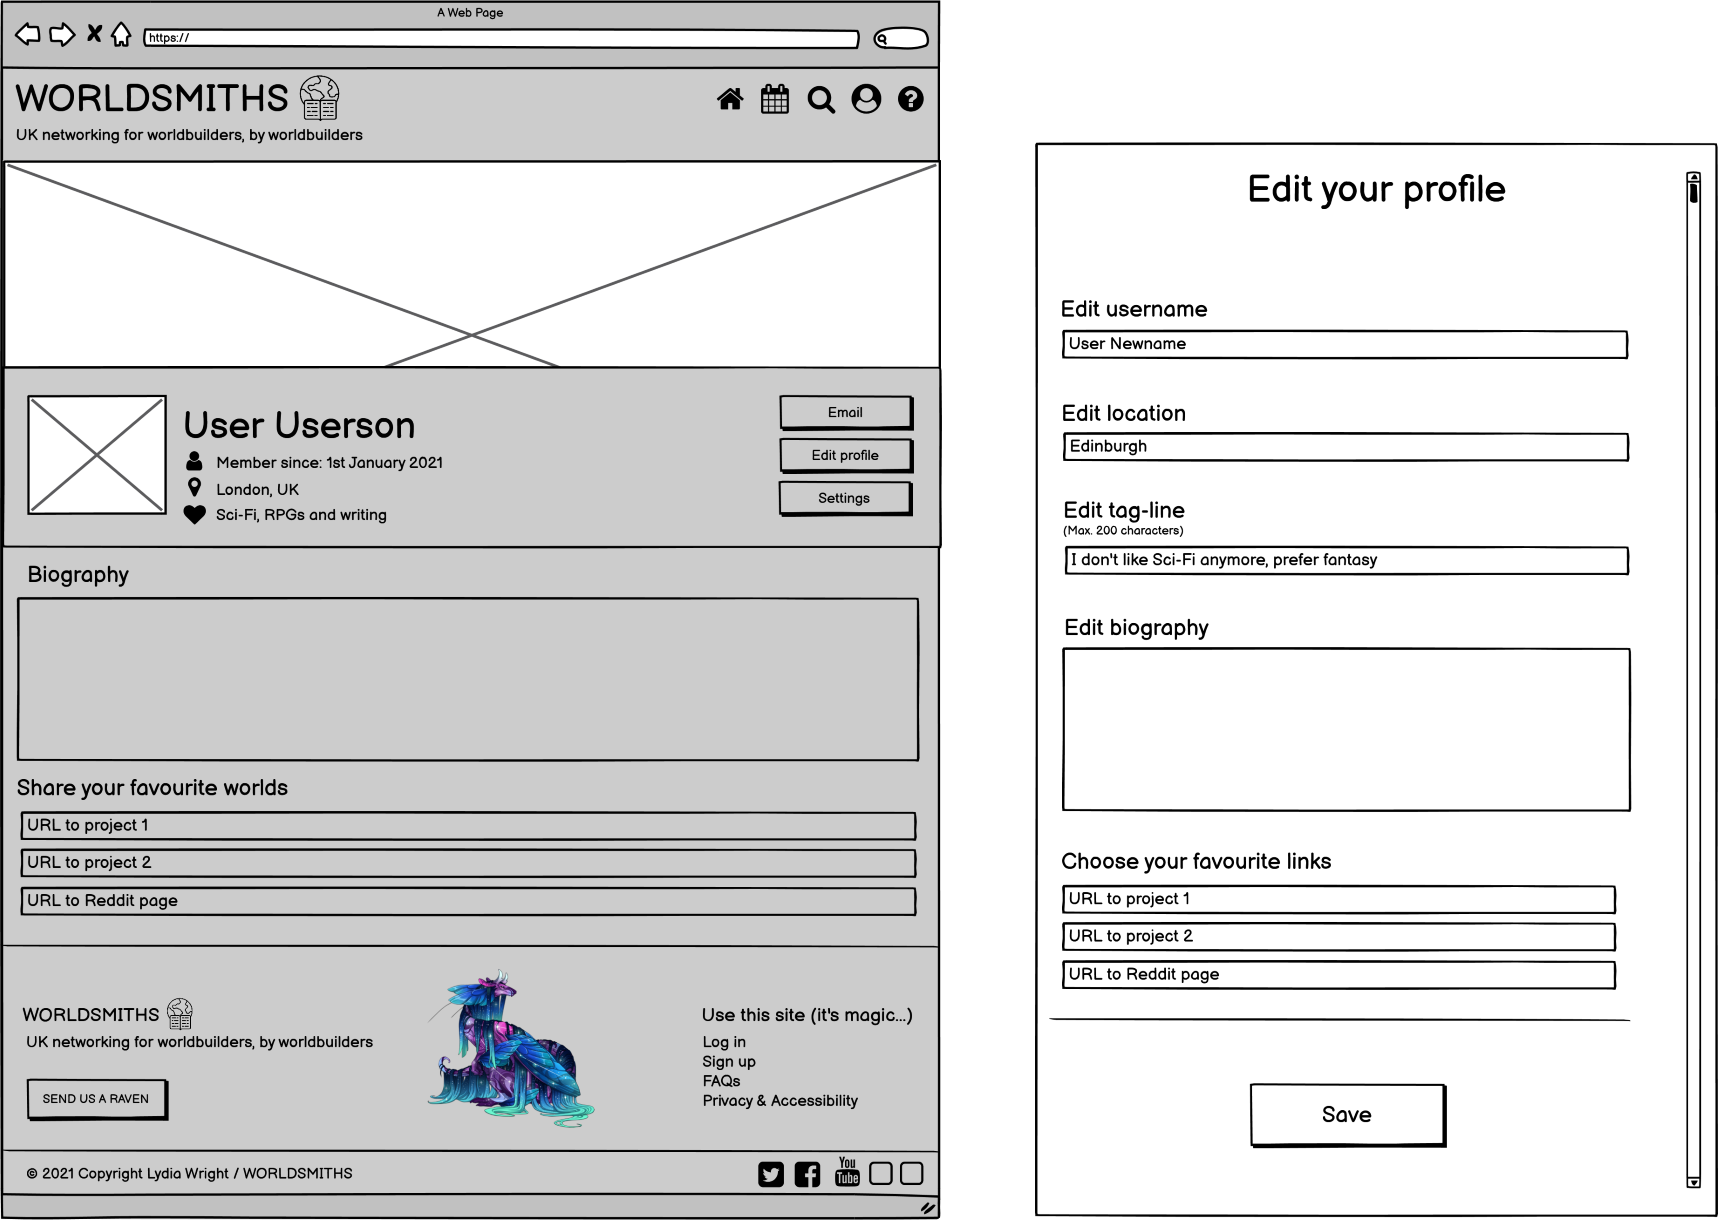 A Web Page
https://
WORLDSMITHS
UK networking for worldbuilders, by worldbuilders
User Userson
Member since: 1st January 2021
London, UK
Sci-Fi, RPGs and writing
Email
Edit profile
Settings
Biography
Share your favourite worlds
URL to project 1
URL to project 2
URL to Reddit page
WORLDSMITHS
UK networking for worldbuilders, by worldbuilders
SEND US A RAVEN
Use this site (it's magic...)
Log in
Sign up
FAQs
Privacy & Accessibility
© 2021 Copyright Lydia Wright / WORLDSMITHS
You
Tube
Edit your profile
Edit username
User Newname
Edit location
Edinburgh
Edit tag-line
(Max. 200 characters)
I don't like Sci-Fi anymore, prefer fantasy
Edit biography
Choose your favourite links
URL to project 1
URL to project 2
URL to Reddit page
Save